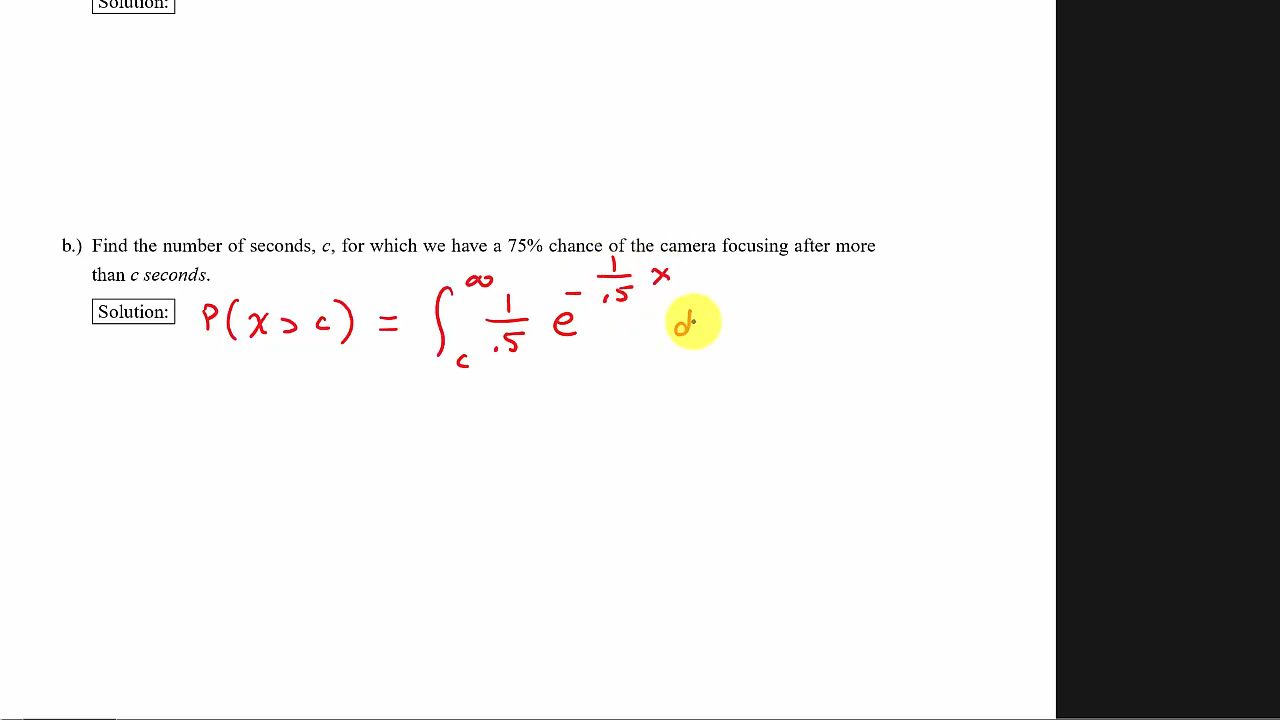 Solution:
b.) Find the number of seconds, c, for which we have a 75% chance of the camera focusing after more
than c seconds.
Solution: P(x > c) = ∫_c^∞ 1/.5 e^{-1/.5 x} d